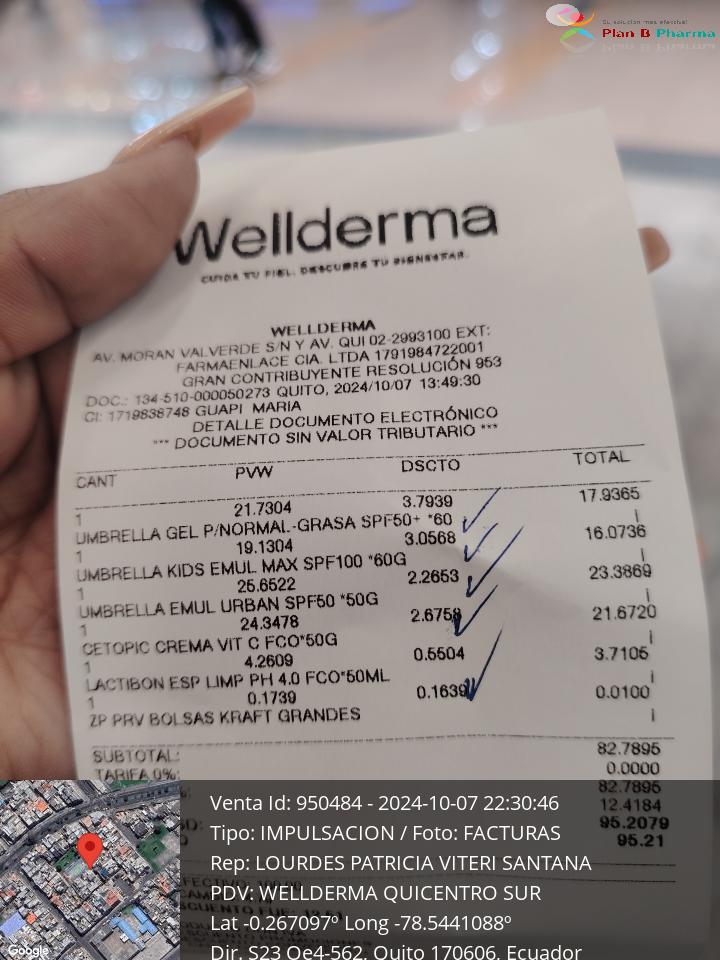 Su solución más efectiva!
Plan B Pharma
Wellderma
CUIDA TU PIEL. DESCUBRE TU BIENESTAR.
WELLDERMA
AV. MORAN VALVERDE S/N Y AV. QUI 02-2993100 EXT:
FARMAENLACE CIA. LTDA 1791984722001
GRAN CONTRIBUYENTE RESOLUCIÓN 953
DOC.: 134-510-000050273 QUITO, 2024/10/07 13:49:30
CI: 1719838748 GUAPI MARIA
DETALLE DOCUMENTO ELECTRÓNICO
*** DOCUMENTO SIN VALOR TRIBUTARIO ***
CANT PVW DSCTO TOTAL
1 21.7304 3.7939 17.9365
UMBRELLA GEL P/NORMAL-GRASA SPF50+ *60 I
1 19.1304 3.0568 16.0736
UMBRELLA KIDS EMUL MAX SPF100 *60G I
1 25.6522 2.2653 23.3869
UMBRELLA EMUL URBAN SPF50 *50G I
1 24.3478 2.6758 21.6720
CETOPIC CREMA VIT C FCO*50G I
1 4.2609 0.5504 3.7105
LACTIBON ESP LIMP PH 4.0 FCO*50ML I
1 0.1739 0.1639 0.0100
ZP PRV BOLSAS KRAFT GRANDES I
SUBTOTAL: 82.7895
TARIFA 0%: 0.0000
82.7895
12.4184
95.2079
95.21
Venta Id: 950484 - 2024-10-07 22:30:46
Tipo: IMPULSACION / Foto: FACTURAS
Rep: LOURDES PATRICIA VITERI SANTANA
PDV: WELLDERMA QUICENTRO SUR
Lat -0.267097º Long -78.5441088º
Dir. S23 Oe4-562, Quito 170606, Ecuador
Google